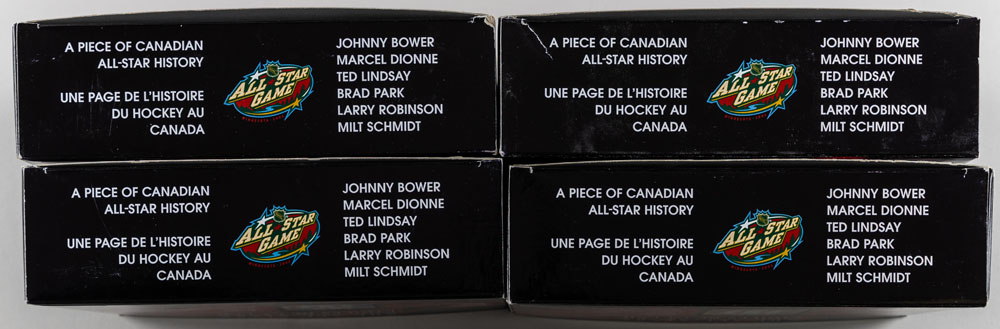 A PIECE OF CANADIAN
ALL-STAR HISTORY
UNE PAGE DE L'HISTOIRE
DU HOCKEY AU
CANADA
ALL STAR
GAME
JOHNNY BOWER
MARCEL DIONNE
TED LINDSAY
BRAD PARK
LARRY ROBINSON
MILT SCHMIDT
A PIECE OF CANADIAN
ALL-STAR HISTORY
UNE PAGE DE L'HISTOIRE
DU HOCKEY AU
CANADA
ALL STAR
GAME
JOHNNY BOWER
MARCEL DIONNE
TED LINDSAY
BRAD PARK
LARRY ROBINSON
MILT SCHMIDT
A PIECE OF CANADIAN
ALL-STAR HISTORY
UNE PAGE DE L'HISTOIRE
DU HOCKEY AU
CANADA
ALL STAR
GAME
JOHNNY BOWER
MARCEL DIONNE
TED LINDSAY
BRAD PARK
LARRY ROBINSON
MILT SCHMIDT
A PIECE OF CANADIAN
ALL-STAR HISTORY
UNE PAGE DE L'HISTOIRE
DU HOCKEY AU
CANADA
ALL STAR
GAME
JOHNNY BOWER
MARCEL DIONNE
TED LINDSAY
BRAD PARK
LARRY ROBINSON
MILT SCHMIDT